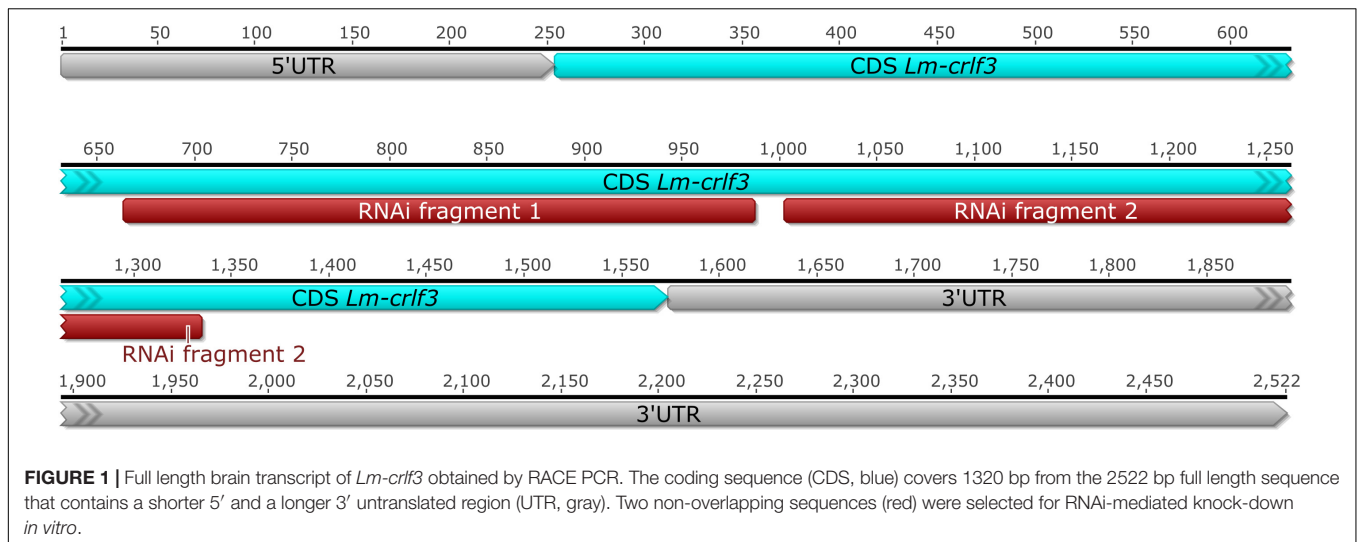 1 50 100 150 200 250 300 350 400 450 500 550 600
5'UTR CDS Lm-crlf3
650 700 750 800 850 900 950 1,000 1,050 1,100 1,150 1,200 1,250
CDS Lm-crlf3
RNAi fragment 1 RNAi fragment 2
1,300 1,350 1,400 1,450 1,500 1,550 1,600 1,650 1,700 1,750 1,800 1,850
CDS Lm-crlf3 3'UTR
RNAi fragment 2
1,900 1,950 2,000 2,050 2,100 2,150 2,200 2,250 2,300 2,350 2,400 2,450 2,522
3'UTR
FIGURE 1 | Full length brain transcript of Lm-crlf3 obtained by RACE PCR. The coding sequence (CDS, blue) covers 1320 bp from the 2522 bp full length sequence
that contains a shorter 5′ and a longer 3′ untranslated region (UTR, gray). Two non-overlapping sequences (red) were selected for RNAi-mediated knock-down
in vitro.